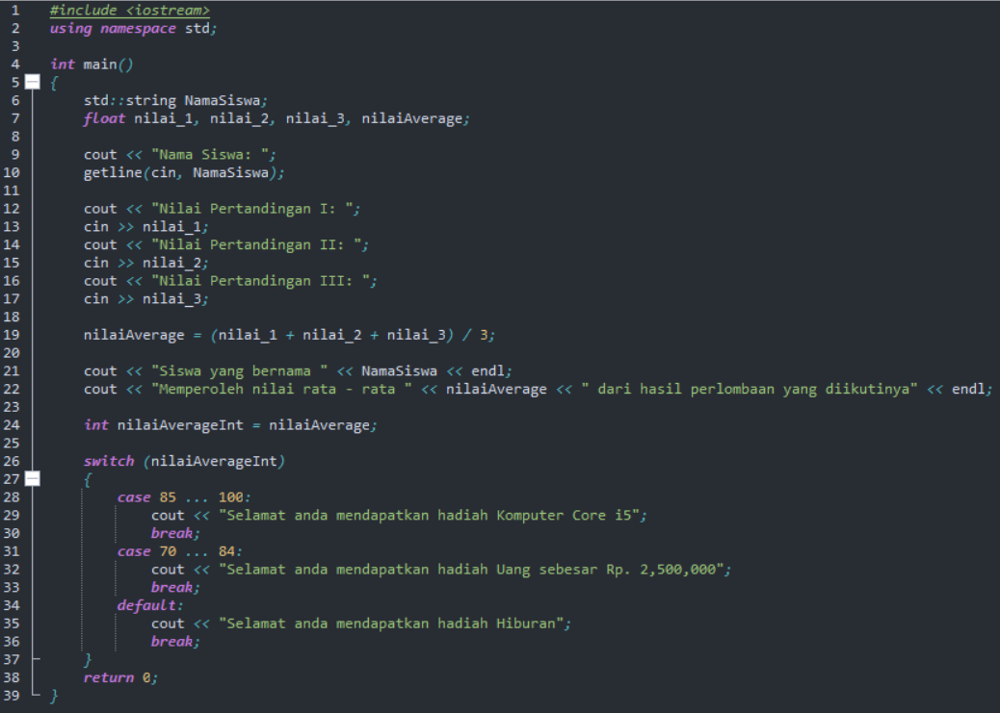 1 #include <iostream>
2 using namespace std;
3
4 int main()
5 {
6 std::string NamaSiswa;
7 float nilai_1, nilai_2, nilai_3, nilaiAverage;
8
9 cout << "Nama Siswa: ";
10 getline(cin, NamaSiswa);
11
12 cout << "Nilai Pertandingan I: ";
13 cin >> nilai_1;
14 cout << "Nilai Pertandingan II: ";
15 cin >> nilai_2;
16 cout << "Nilai Pertandingan III: ";
17 cin >> nilai_3;
18
19 nilaiAverage = (nilai_1 + nilai_2 + nilai_3) / 3;
20
21 cout << "Siswa yang bernama " << NamaSiswa << endl;
22 cout << "Memperoleh nilai rata - rata " << nilaiAverage << " dari hasil perlombaan yang diikutinya" << endl;
23
24 int nilaiAverageInt = nilaiAverage;
25
26 switch (nilaiAverageInt)
27 {
28 case 85 ... 100:
29 cout << "Selamat anda mendapatkan hadiah Komputer Core i5";
30 break;
31 case 70 ... 84:
32 cout << "Selamat anda mendapatkan hadiah Uang sebesar Rp. 2,500,000";
33 break;
34 default:
35 cout << "Selamat anda mendapatkan hadiah Hiburan";
36 break;
37 }
38 return 0;
39 }